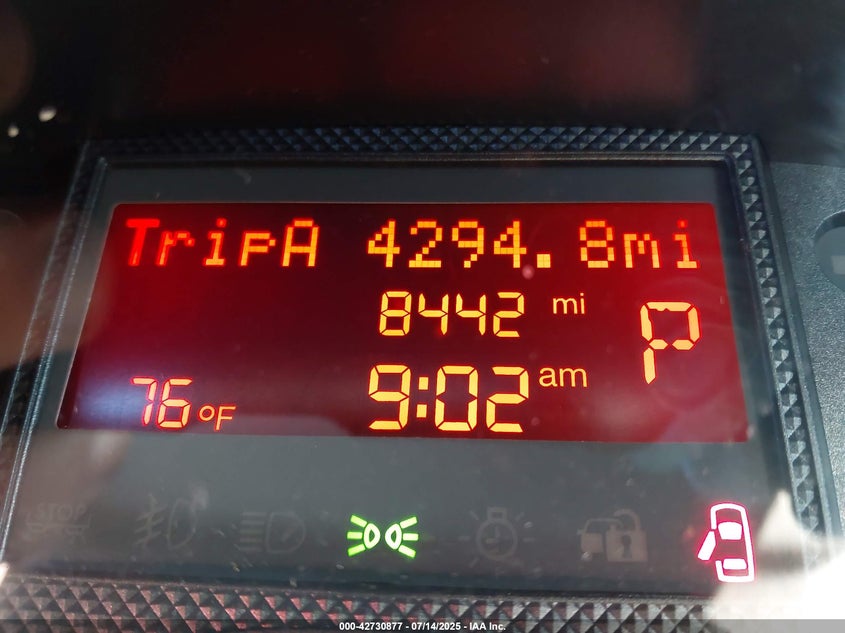 TripA 4294.8mi
8442 mi
P
76°F 9:02 am
000-42730877 - 07/14/2025 - IAA Inc.